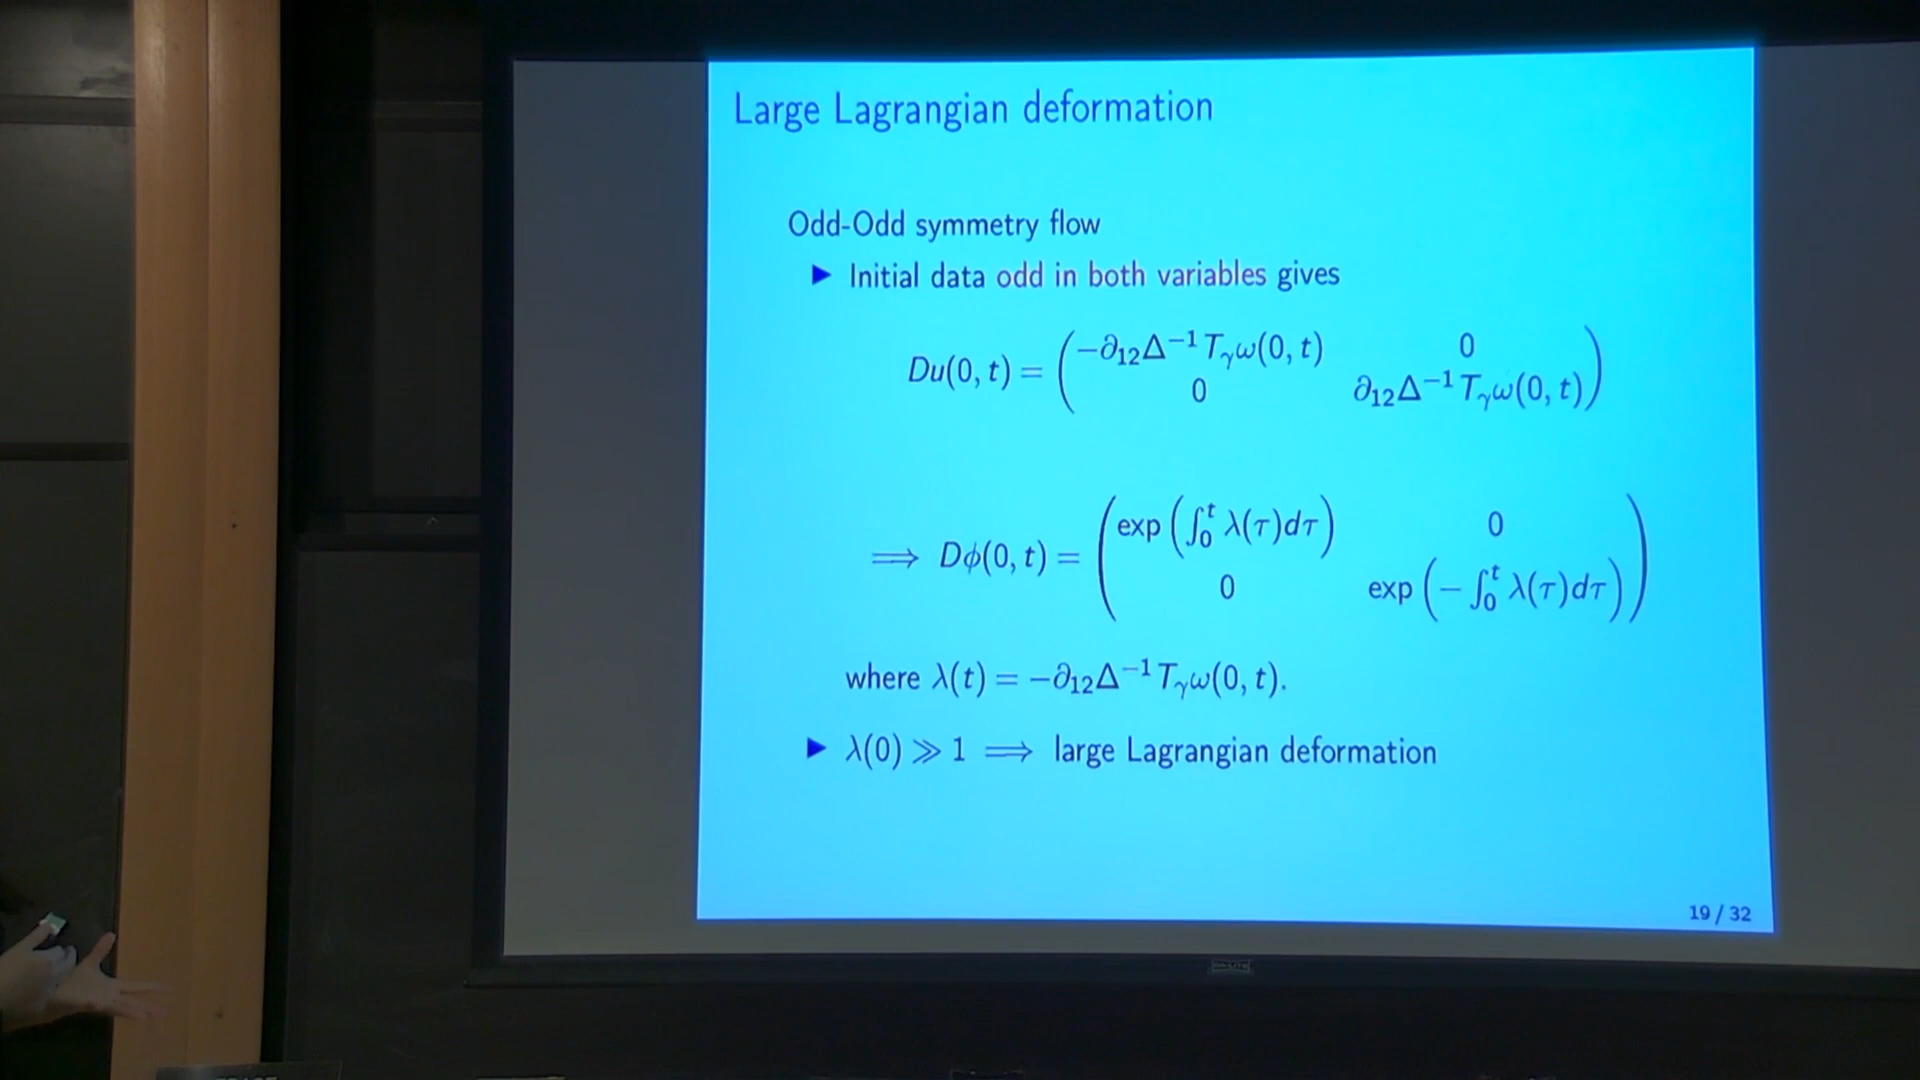 Large Lagrangian deformation
Odd-Odd symmetry flow
▶ Initial data odd in both variables gives
Du(0, t) = ( −∂₁₂Δ⁻¹T_γω(0, t) 0
0 ∂₁₂Δ⁻¹T_γω(0, t) )
⟹ Dϕ(0, t) = ( exp (∫₀ᵗ λ(τ)dτ) 0
0 exp (− ∫₀ᵗ λ(τ)dτ) )
where λ(t) = −∂₁₂Δ⁻¹T_γω(0, t).
▶ λ(0) ≫ 1 ⟹ large Lagrangian deformation
19 / 32